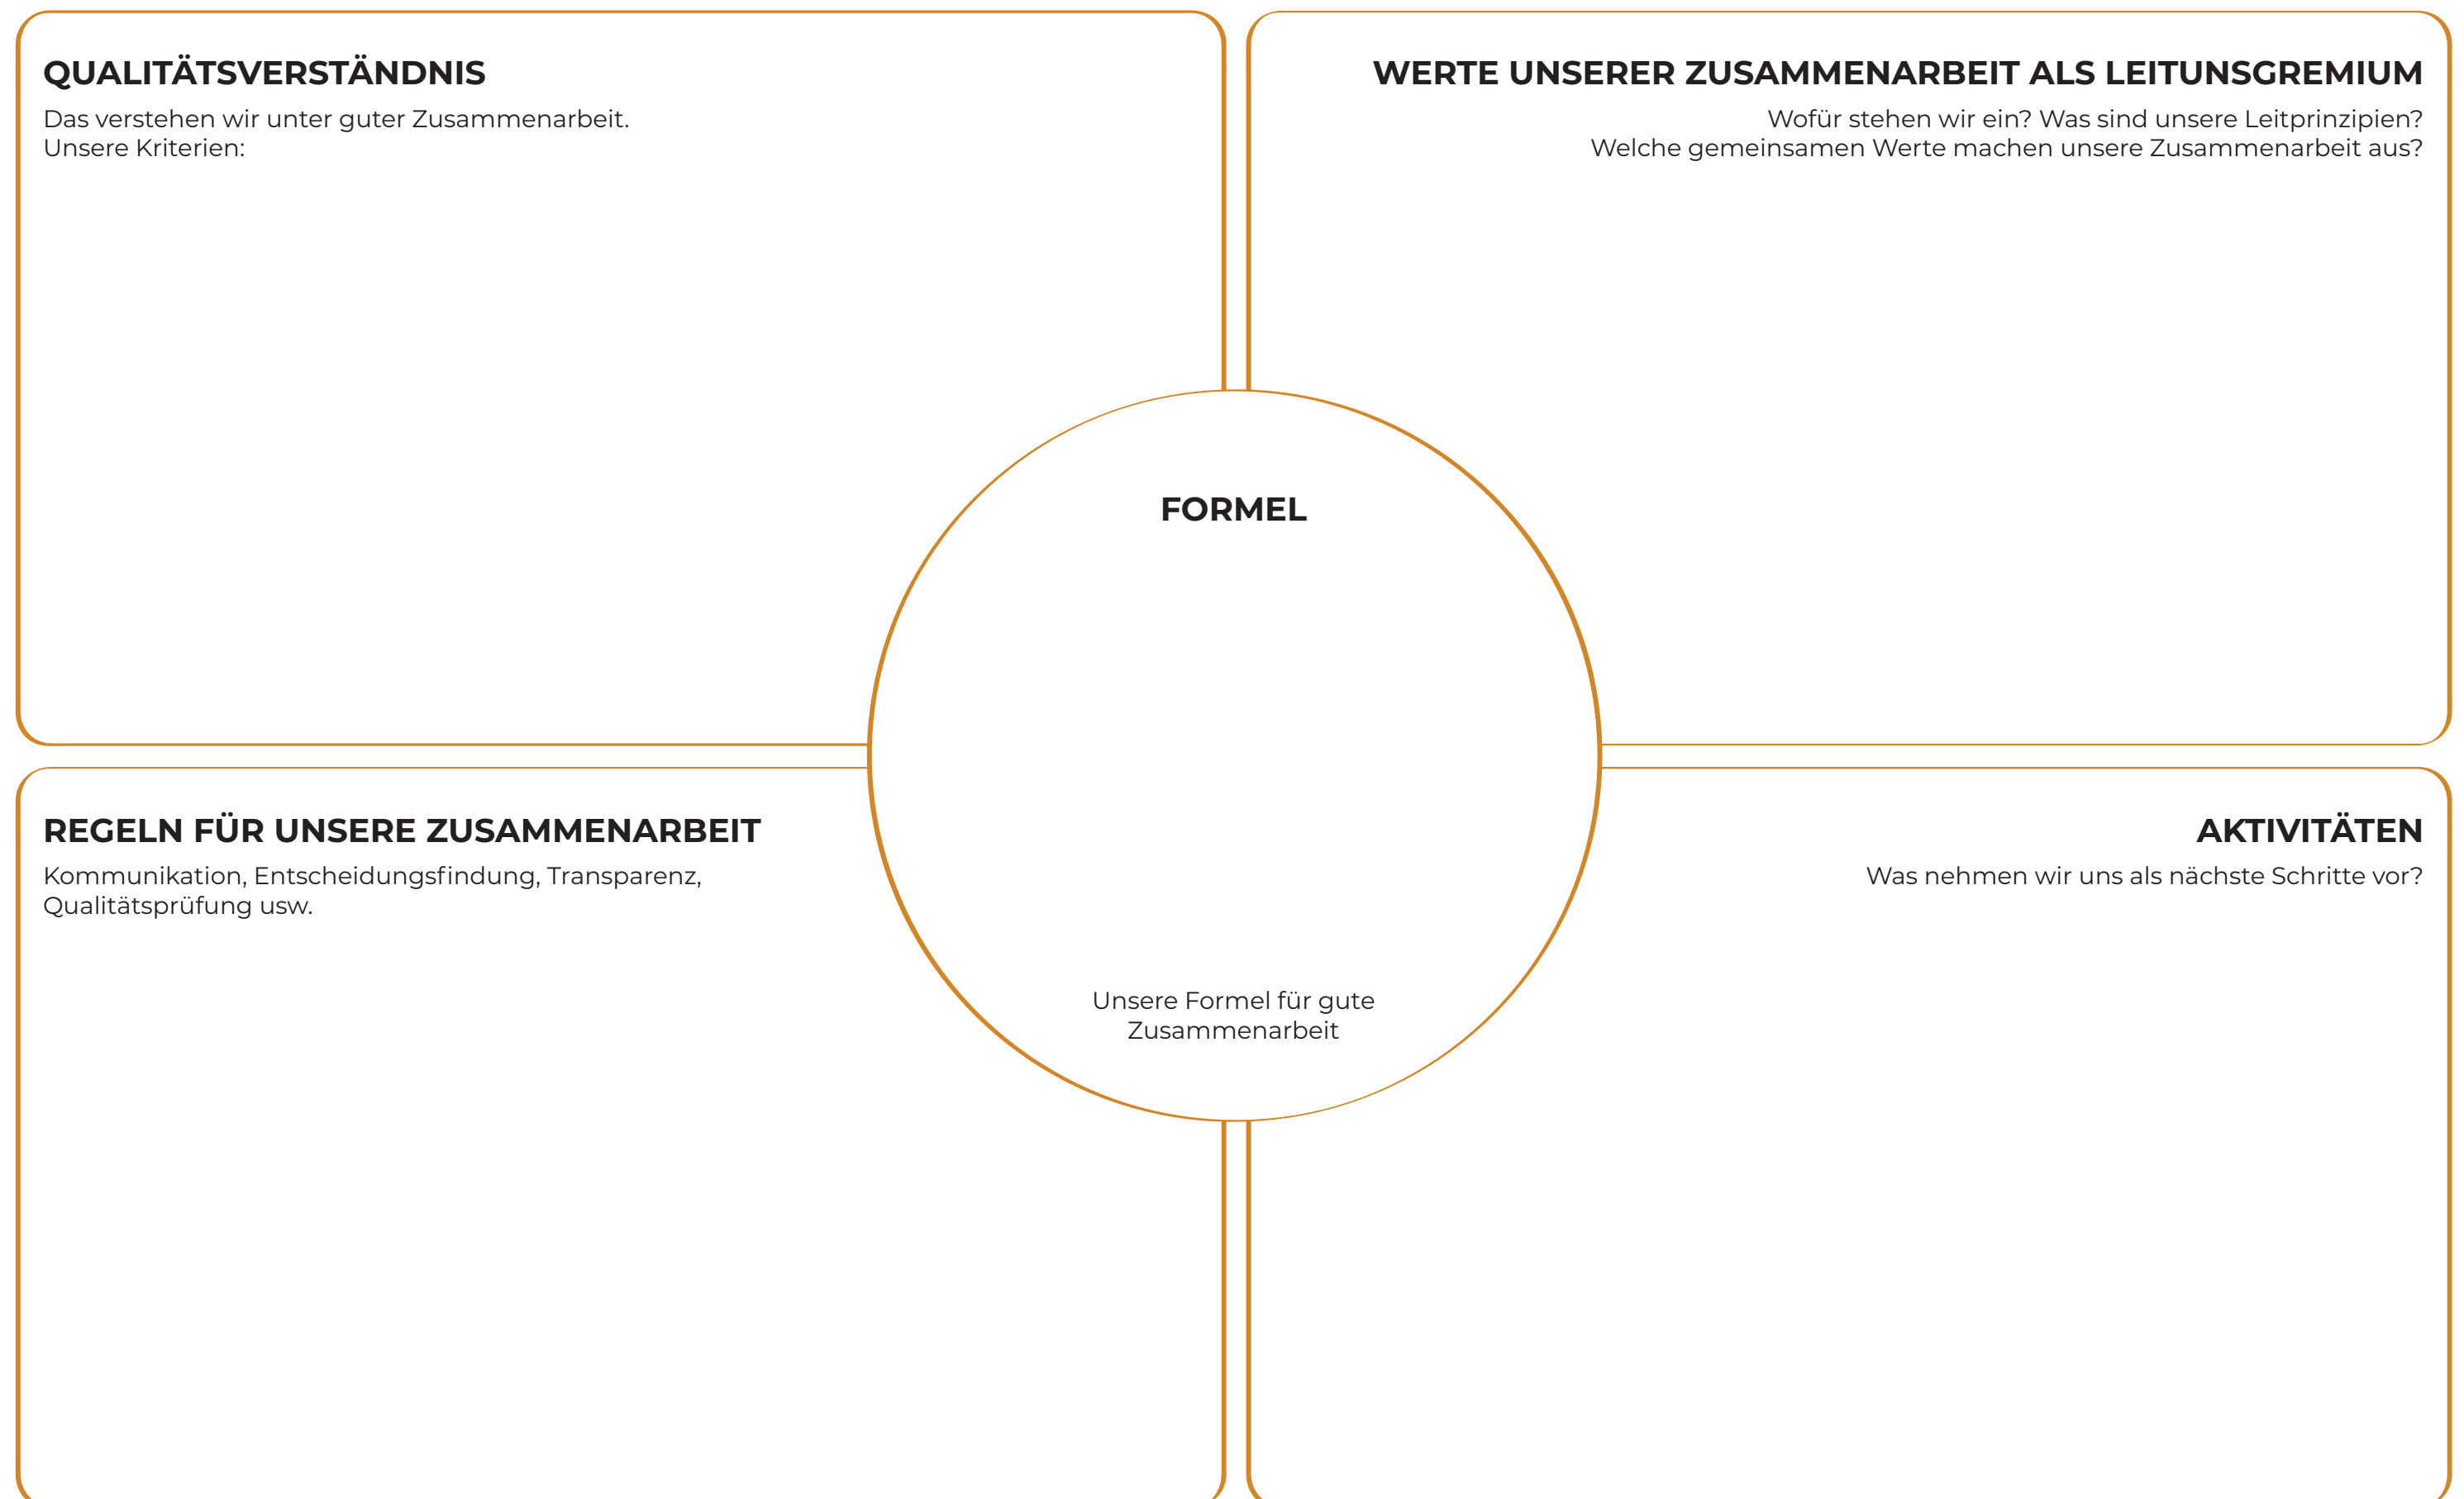 QUALITÄTSVERSTÄNDNIS
Das verstehen wir unter guter Zusammenarbeit.
Unsere Kriterien:
WERTE UNSERER ZUSAMMENARBEIT ALS LEITUNSGREMIUM
Wofür stehen wir ein? Was sind unsere Leitprinzipien?
Welche gemeinsamen Werte machen unsere Zusammenarbeit aus?
FORMEL
Unsere Formel für gute
Zusammenarbeit
REGELN FÜR UNSERE ZUSAMMENARBEIT
Kommunikation, Entscheidungsfindung, Transparenz,
Qualitätsprüfung usw.
AKTIVITÄTEN
Was nehmen wir uns als nächste Schritte vor?